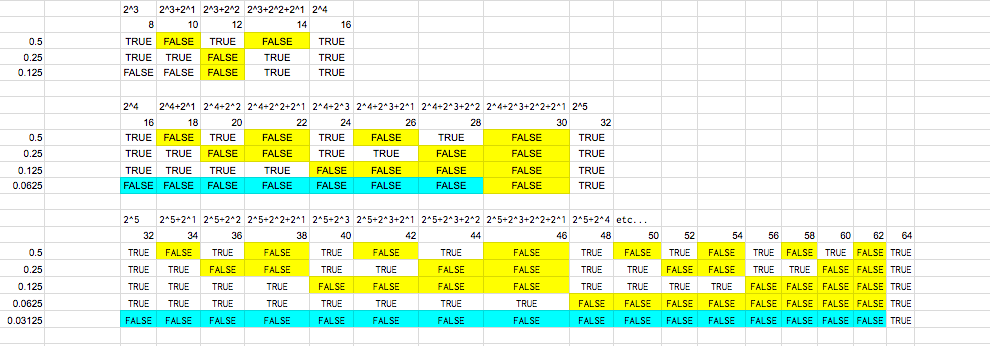 2^3 2^3+2^1 2^3+2^2 2^3+2^2+2^1 2^4
8 10 12 14 16
0.5 TRUE FALSE TRUE FALSE TRUE
0.25 TRUE TRUE FALSE TRUE TRUE
0.125 FALSE FALSE FALSE TRUE TRUE
2^4 2^4+2^1 2^4+2^2 2^4+2^2+2^1 2^4+2^3 2^4+2^3+2^1 2^4+2^3+2^2 2^4+2^3+2^2+2^1 2^5
16 18 20 22 24 26 28 30 32
0.5 TRUE FALSE TRUE FALSE TRUE FALSE TRUE FALSE TRUE
0.25 TRUE TRUE FALSE FALSE TRUE TRUE FALSE FALSE TRUE
0.125 TRUE TRUE TRUE TRUE FALSE FALSE FALSE FALSE TRUE
0.0625 FALSE FALSE FALSE FALSE FALSE FALSE FALSE FALSE TRUE
2^5 2^5+2^1 2^5+2^2 2^5+2^2+2^1 2^5+2^3 2^5+2^3+2^1 2^5+2^3+2^2 2^5+2^3+2^2+2^1 2^5+2^4 etc...
32 34 36 38 40 42 44 46 48 50 52 54 56 58 60 62 64
0.5 TRUE FALSE TRUE FALSE TRUE FALSE TRUE FALSE TRUE FALSE TRUE FALSE TRUE FALSE TRUE FALSE TRUE
0.25 TRUE TRUE FALSE FALSE TRUE TRUE FALSE FALSE TRUE TRUE FALSE FALSE TRUE TRUE FALSE FALSE TRUE
0.125 TRUE TRUE TRUE TRUE FALSE FALSE FALSE FALSE TRUE TRUE TRUE TRUE FALSE FALSE FALSE FALSE TRUE
0.0625 TRUE TRUE TRUE TRUE TRUE TRUE TRUE TRUE FALSE FALSE FALSE FALSE FALSE FALSE FALSE FALSE TRUE
0.03125 FALSE FALSE FALSE FALSE FALSE FALSE FALSE FALSE FALSE FALSE FALSE FALSE FALSE FALSE FALSE FALSE TRUE